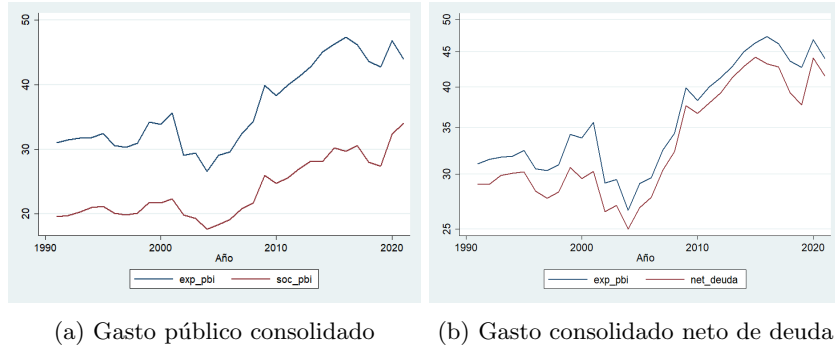 50
40
30
20
1990
2000
2010
2020
Año
exp_pbi
soc_pbi
(a) Gasto público consolidado
50
45
40
35
30
25
1990
2000
2010
2020
Año
exp_pbi
net_deuda
(b) Gasto consolidado neto de deuda